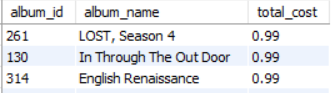 album_id album_name total_cost
261 LOST, Season 4 0.99
130 In Through The Out Door 0.99
314 English Renaissance 0.99